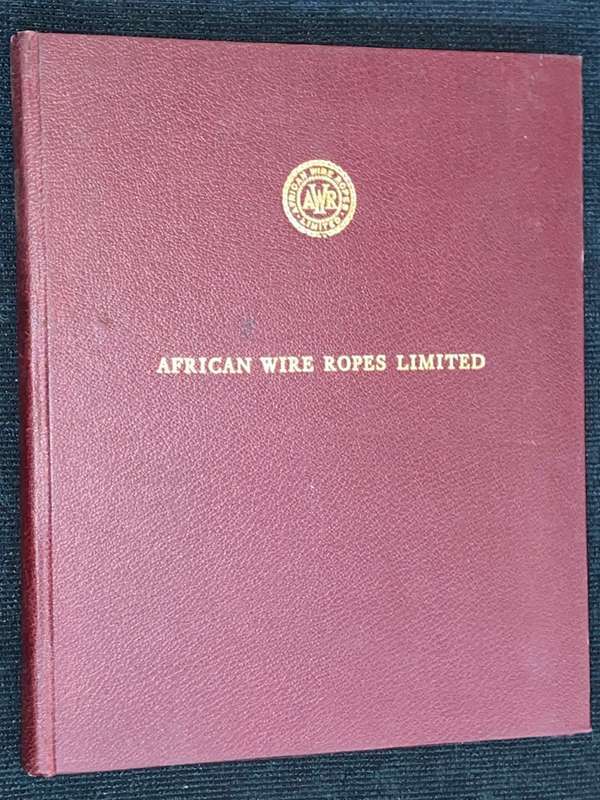 AFRICAN WIRE ROPES
AWR
LIMITED
AFRICAN WIRE ROPES LIMITED